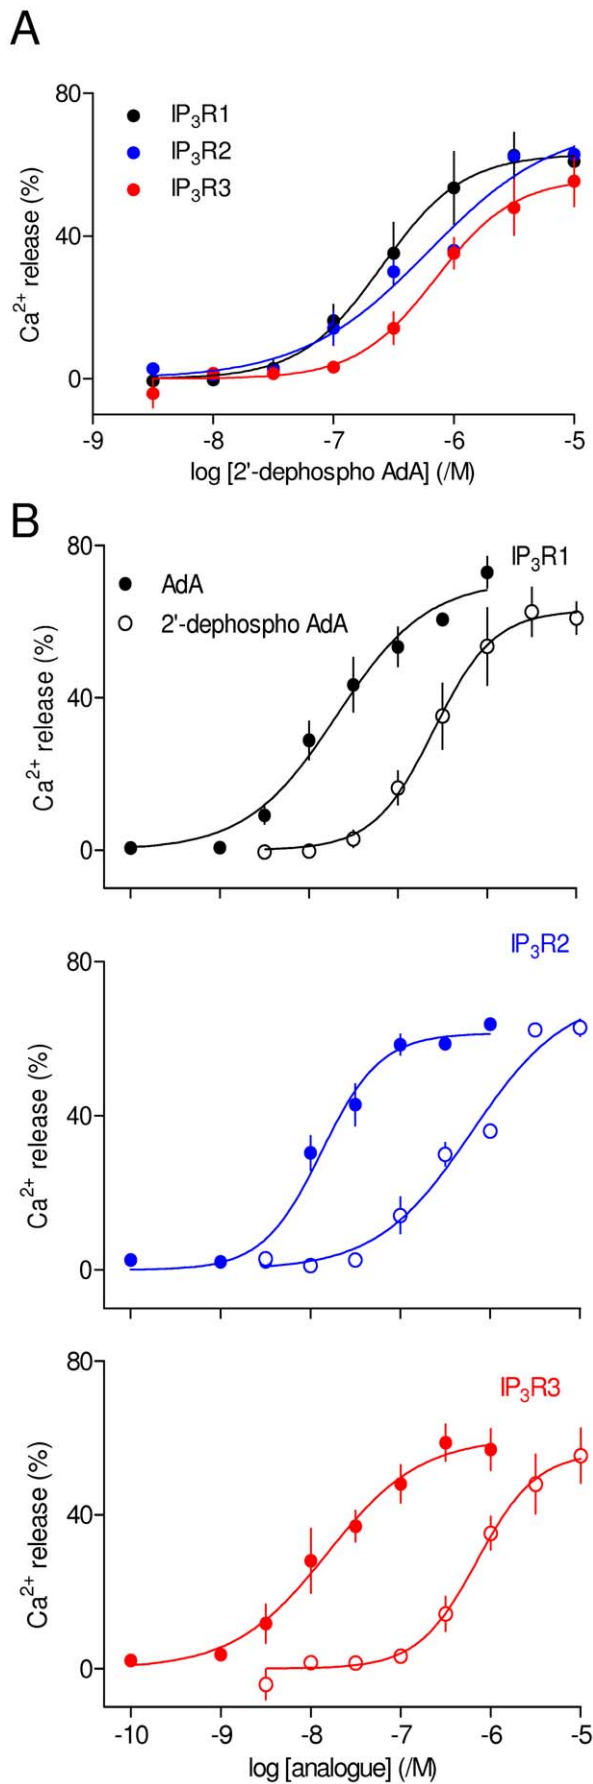 A
80
40
0
Ca2+ release (%)
IP3R1
IP3R2
IP3R3
-9 -8 -7 -6 -5
log [2'-dephospho AdA] (/M)
B
80
40
0
Ca2+ release (%)
IP3R1
AdA
2'-dephospho AdA
IP3R2
80
40
0
Ca2+ release (%)
80
40
0
Ca2+ release (%)
IP3R3
-10 -9 -8 -7 -6 -5
log [analogue] (/M)